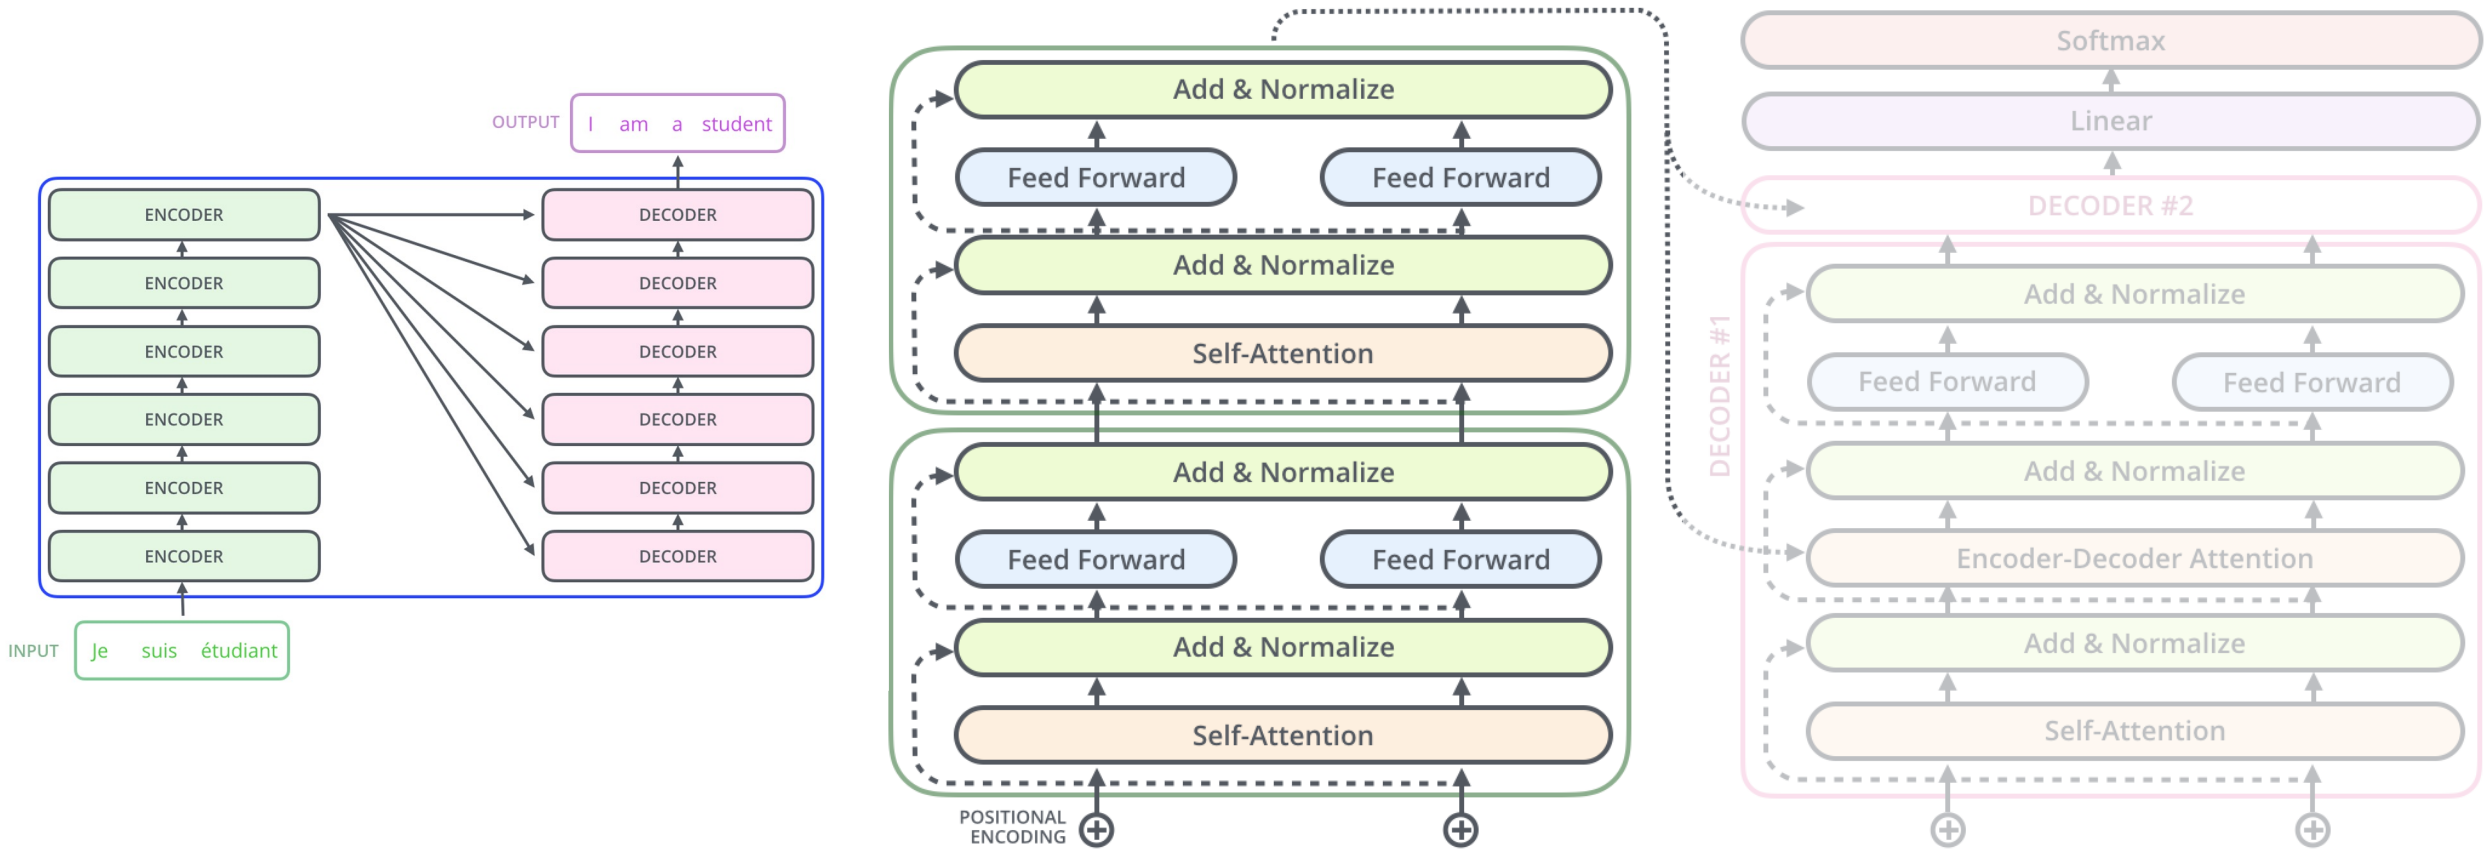 OUTPUT
I am a student
ENCODER
ENCODER
ENCODER
ENCODER
ENCODER
ENCODER
DECODER
DECODER
DECODER
DECODER
DECODER
DECODER
INPUT
Je suis étudiant
Add & Normalize
Feed Forward Feed Forward
Add & Normalize
Self-Attention
Add & Normalize
Feed Forward Feed Forward
Add & Normalize
Self-Attention
POSITIONAL
ENCODING
Softmax
Linear
DECODER #2
DECODER #1
Add & Normalize
Feed Forward Feed Forward
Add & Normalize
Encoder-Decoder Attention
Add & Normalize
Self-Attention